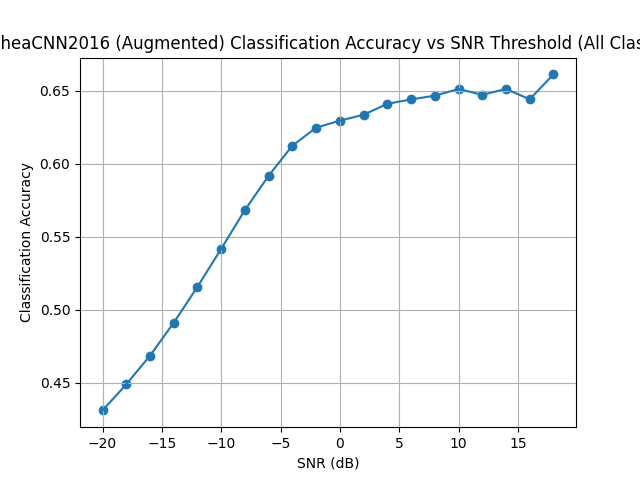 heaCNN2016 (Augmented) Classification Accuracy vs SNR Threshold (All Clas
0.65
0.60
0.55
0.50
0.45
Classification Accuracy
−20 −15 −10 −5 0 5 10 15
SNR (dB)